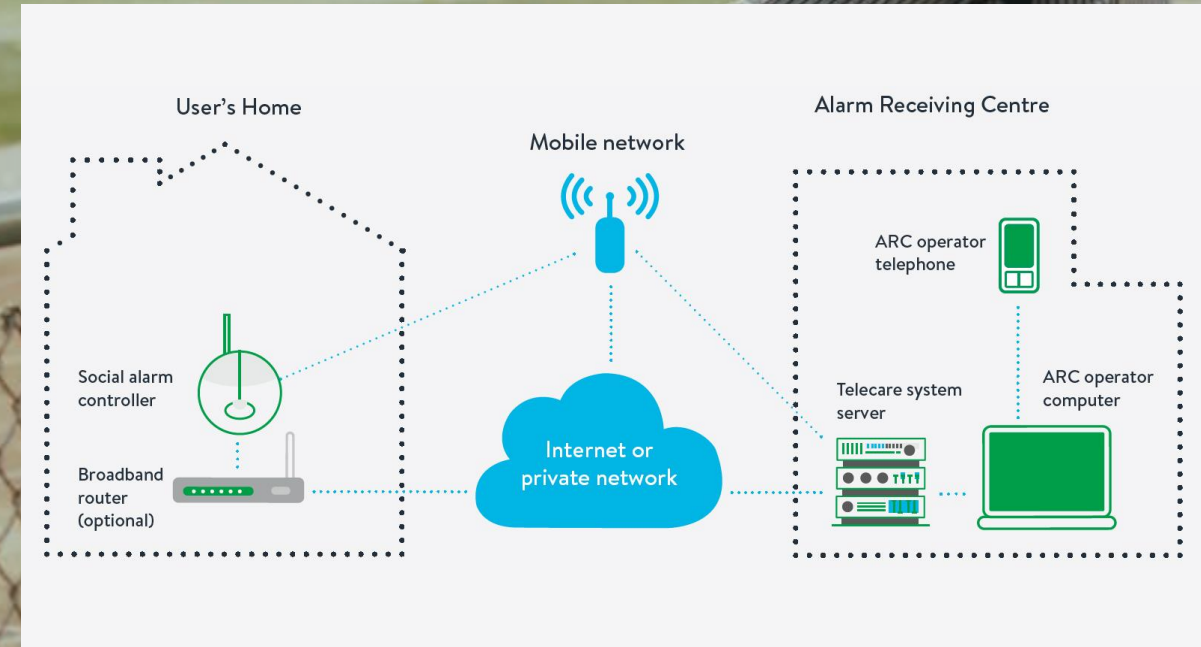 User's Home
Alarm Receiving Centre
Mobile network
ARC operator
telephone
Social alarm
controller
Telecare system
server
ARC operator
computer
Internet or
private network
Broadband
router
(optional)